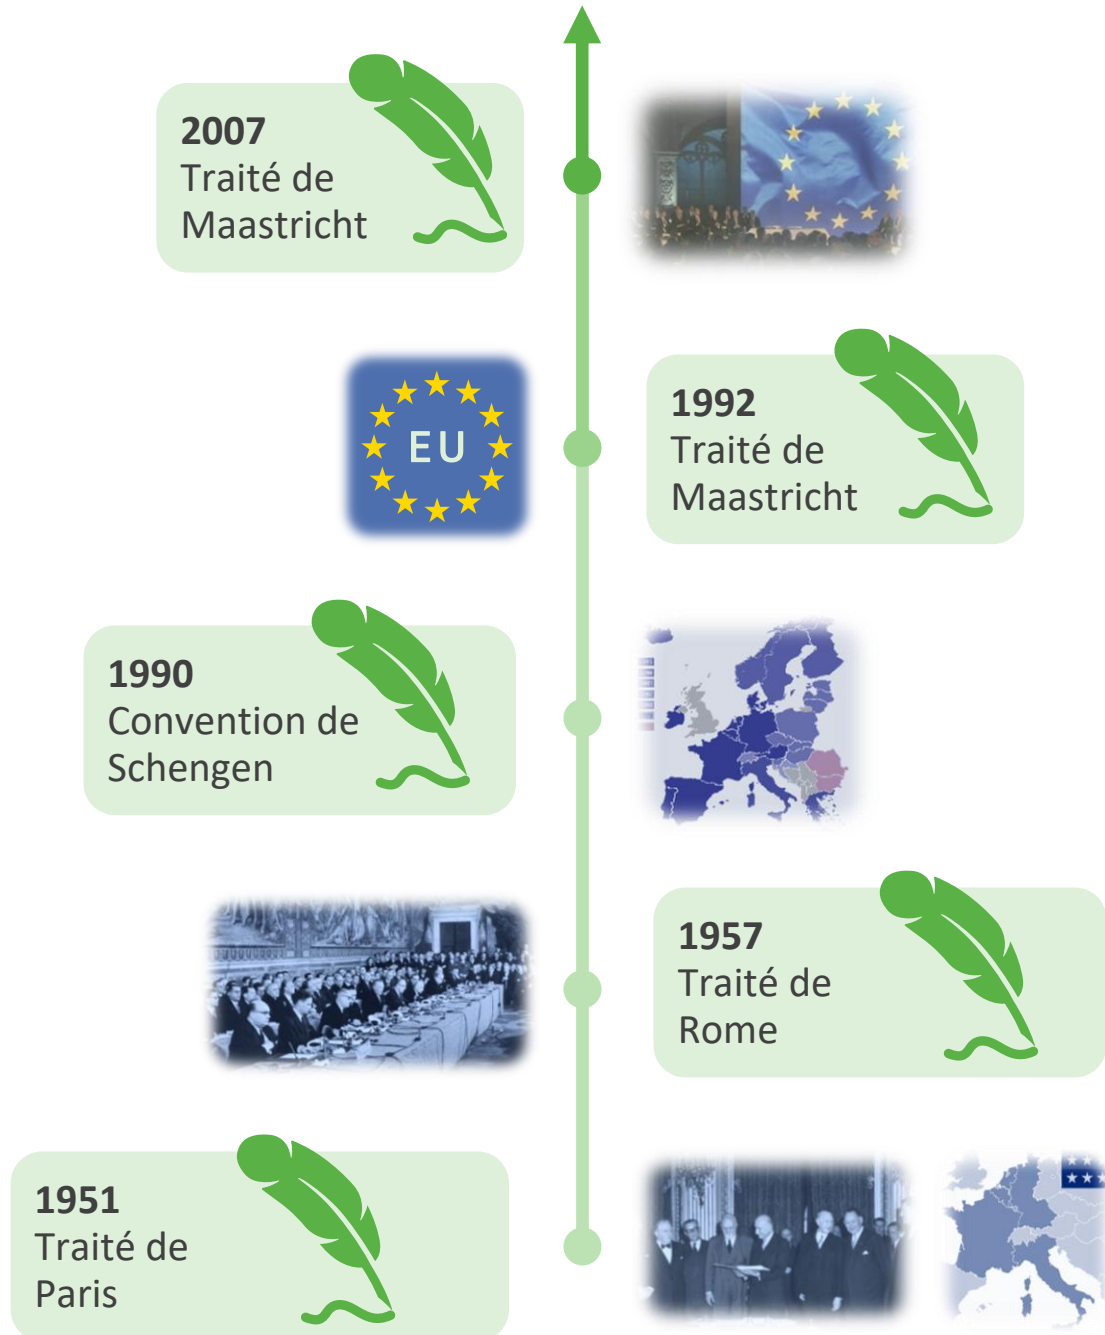 2007
Traité de
Maastricht
EU
1992
Traité de
Maastricht
1990
Convention de
Schengen
1957
Traité de
Rome
1951
Traité de
Paris